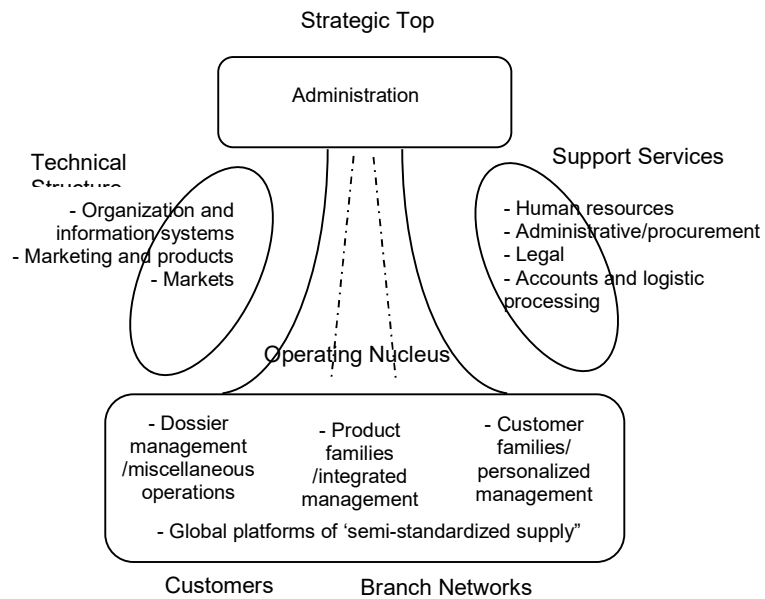 Strategic Top
Administration
Technical
Structure
- Organization and
information systems
- Marketing and products
- Markets
Support Services
- Human resources
- Administrative/procurement
- Legal
- Accounts and logistic
processing
Operating Nucleus
- Dossier
management
/miscellaneous
operations
- Product
families
/integrated
management
- Customer
families/
personalized
management
- Global platforms of ‘semi-standardized supply”
Customers
Branch Networks